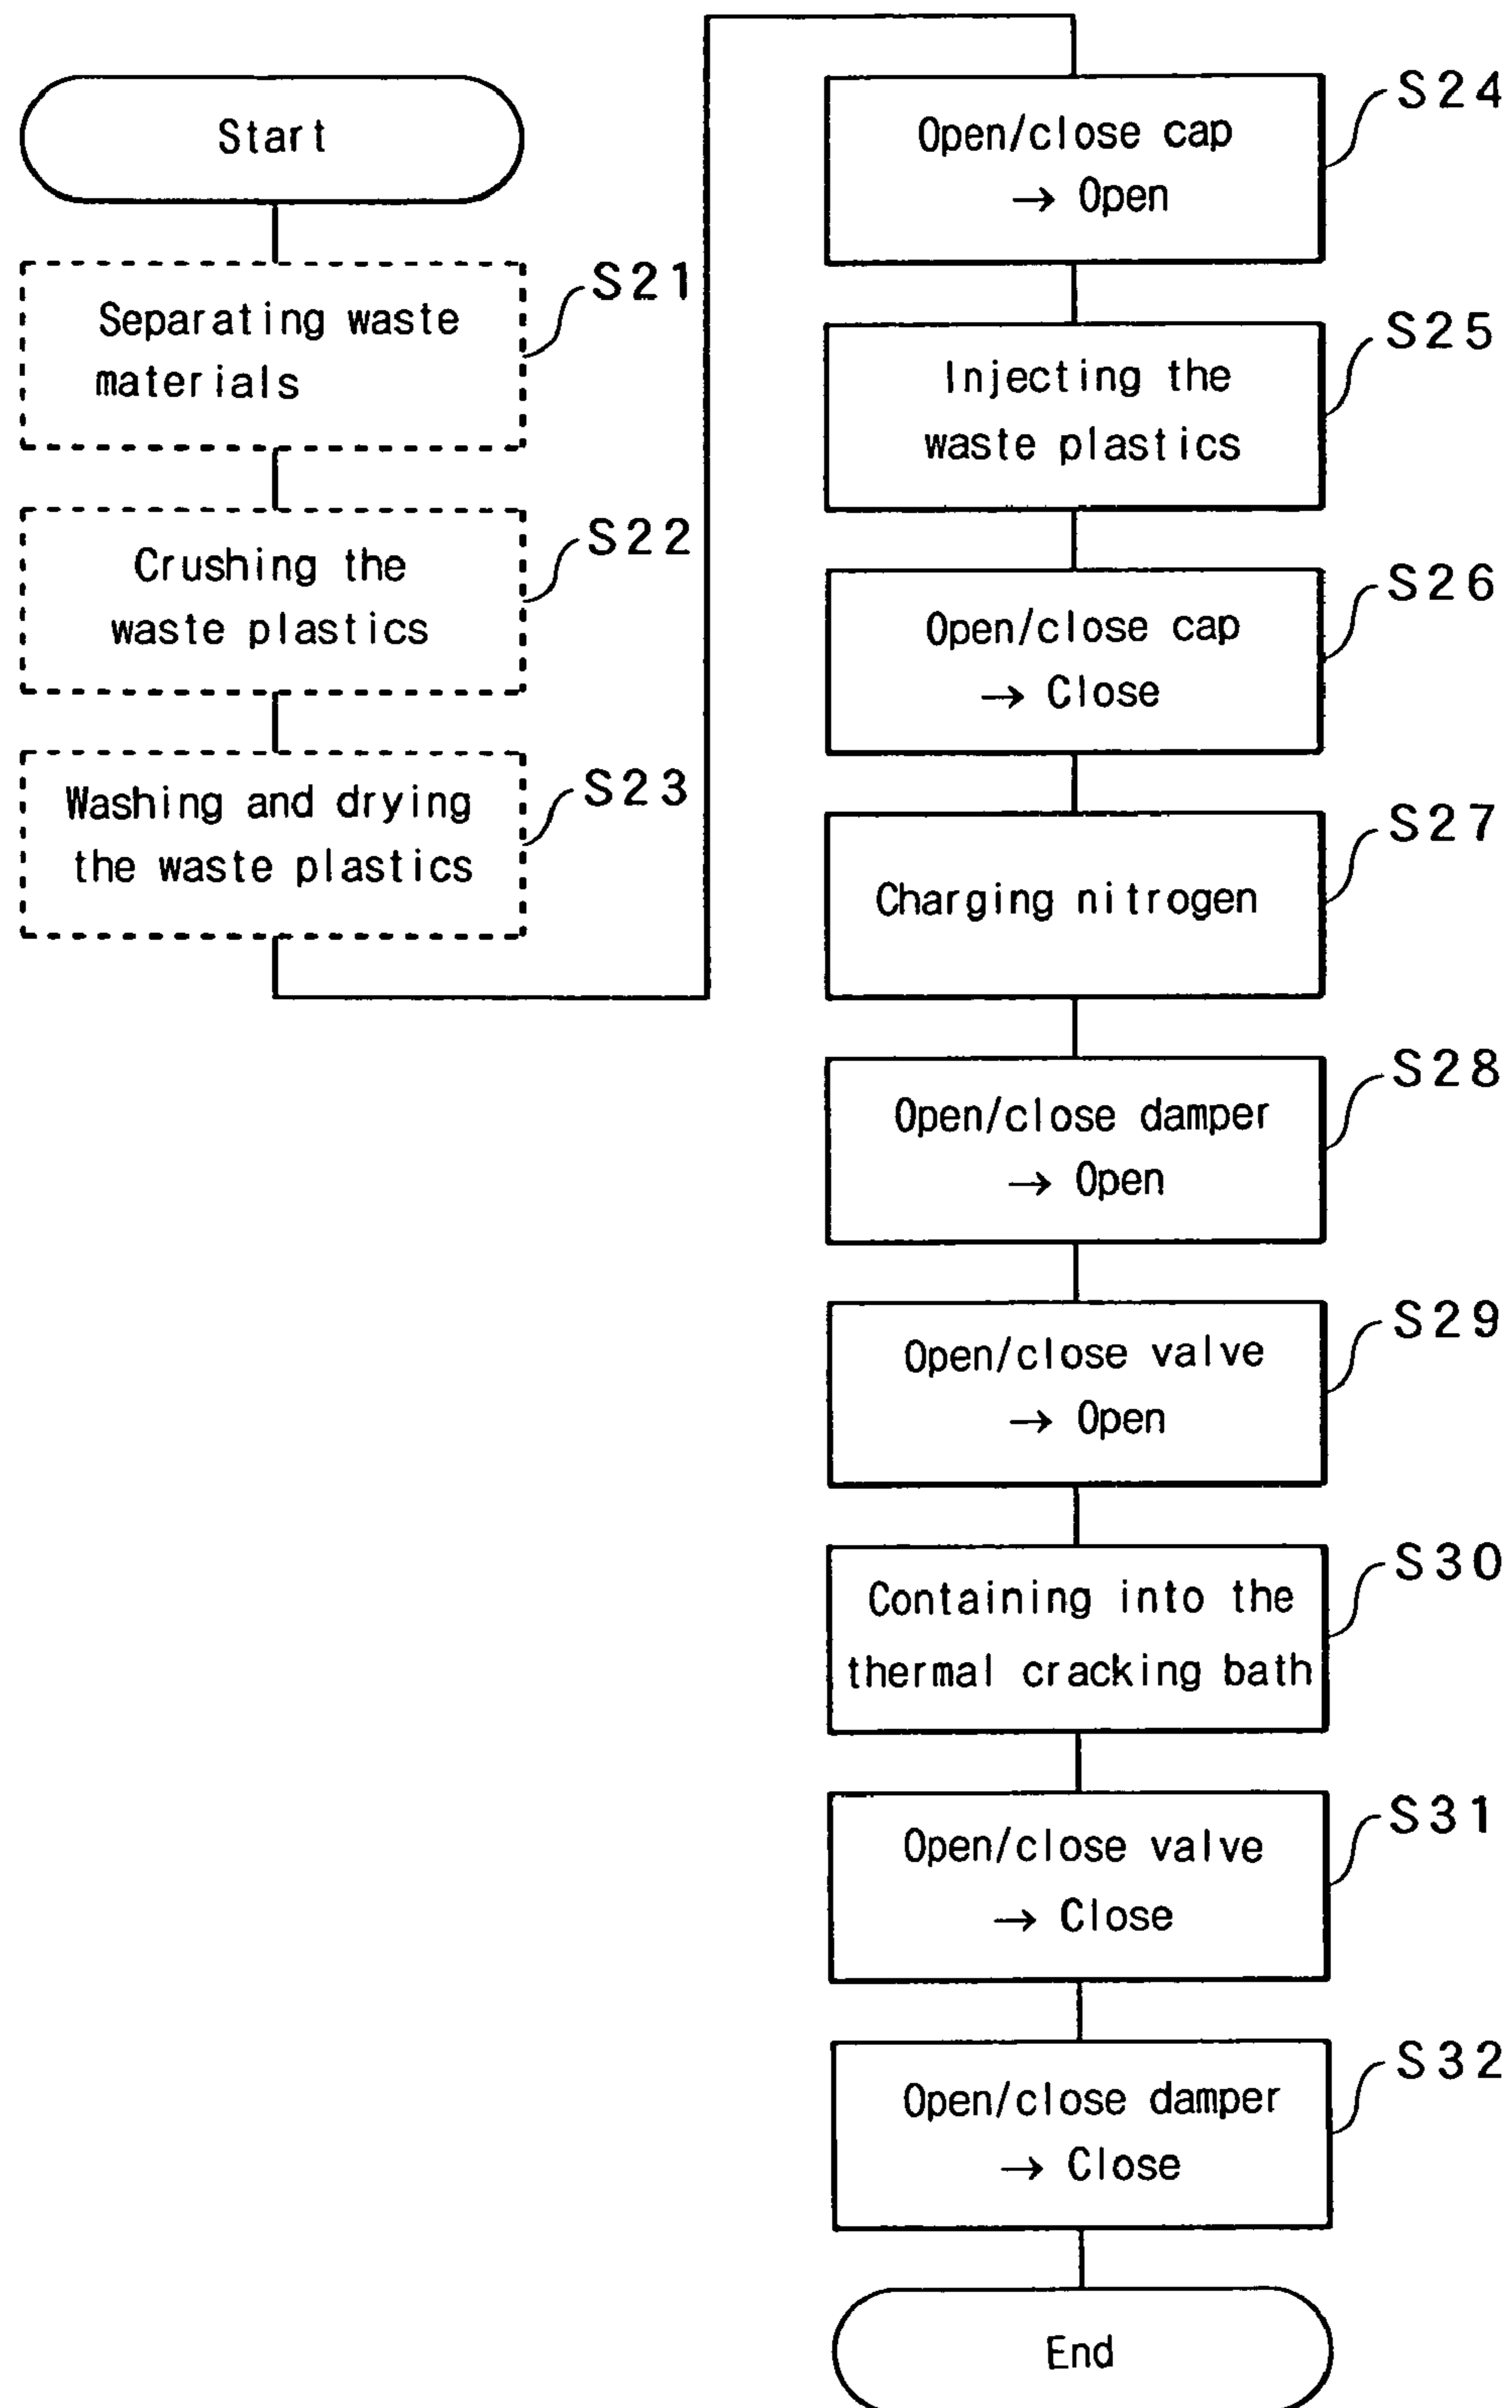 Start
Separating waste
materials
S21
Crushing the
waste plastics
S22
Washing and drying
the waste plastics
S23
Open/close cap
→ Open
S24
Injecting the
waste plastics
S25
Open/close cap
→ Close
S26
Charging nitrogen
S27
Open/close damper
→ Open
S28
Open/close valve
→ Open
S29
Containing into the
thermal cracking bath
S30
Open/close valve
→ Close
S31
Open/close damper
→ Close
S32
End